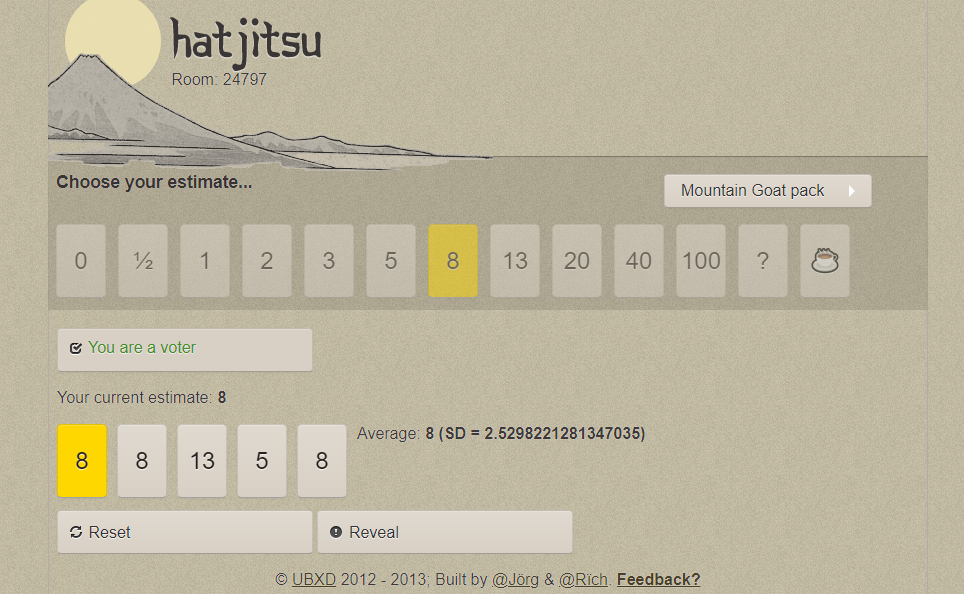 hatjitsu
Room: 24797
Choose your estimate...
Mountain Goat pack
0 ½ 1 2 3 5 8 13 20 40 100 ?
You are a voter
Your current estimate: 8
8 8 13 5 8
Average: 8 (SD = 2.5298221281347035)
Reset Reveal
© UBXD 2012 - 2013; Built by @Jörg & @Rïch. Feedback?